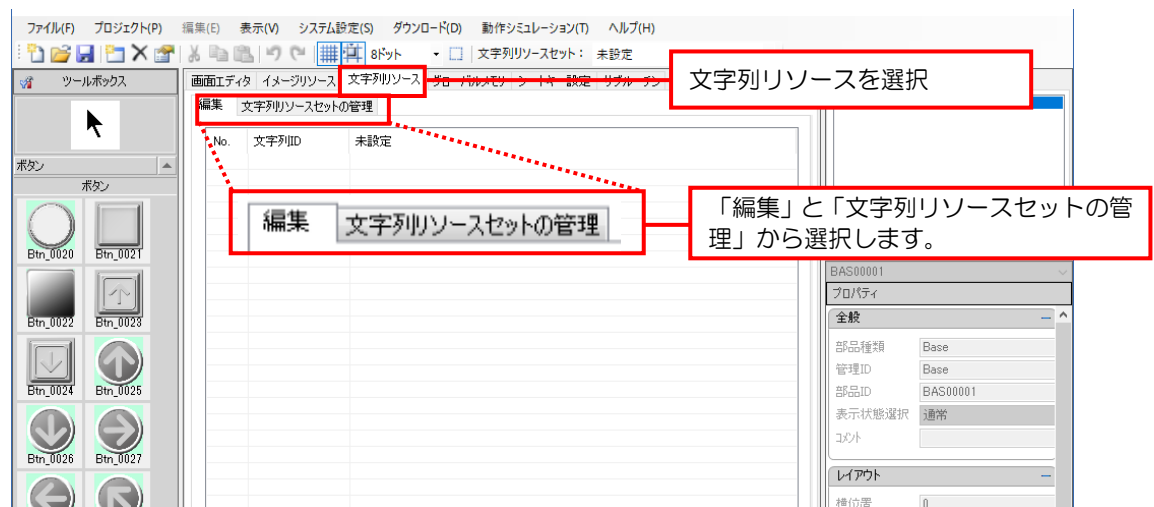 ファイル(F) プロジェクト(P) 編集(E) 表示(V) システム設定(S) ダウンロード(D) 動作シミュレーション(T) ヘルプ(H)
8ドット 文字列リソースセット： 未設定
ツールボックス
画面エディタ イメージリソース 文字列リソース
文字列リソースを選択
編集 文字列リソースセットの管理
No. 文字列ID 未設定
ボタン
ボタン
編集 文字列リソースセットの管理
「編集」と「文字列リソースセットの管
理」から選択します。
Btn_0020 Btn_0021
Btn_0022 Btn_0023
Btn_0024 Btn_0025
Btn_0026 Btn_0027
BAS00001
プロパティ
全般
部品種類 Base
管理ID Base
部品ID BAS00001
表示状態選択 通常
コメント
レイアウト
横位置 0